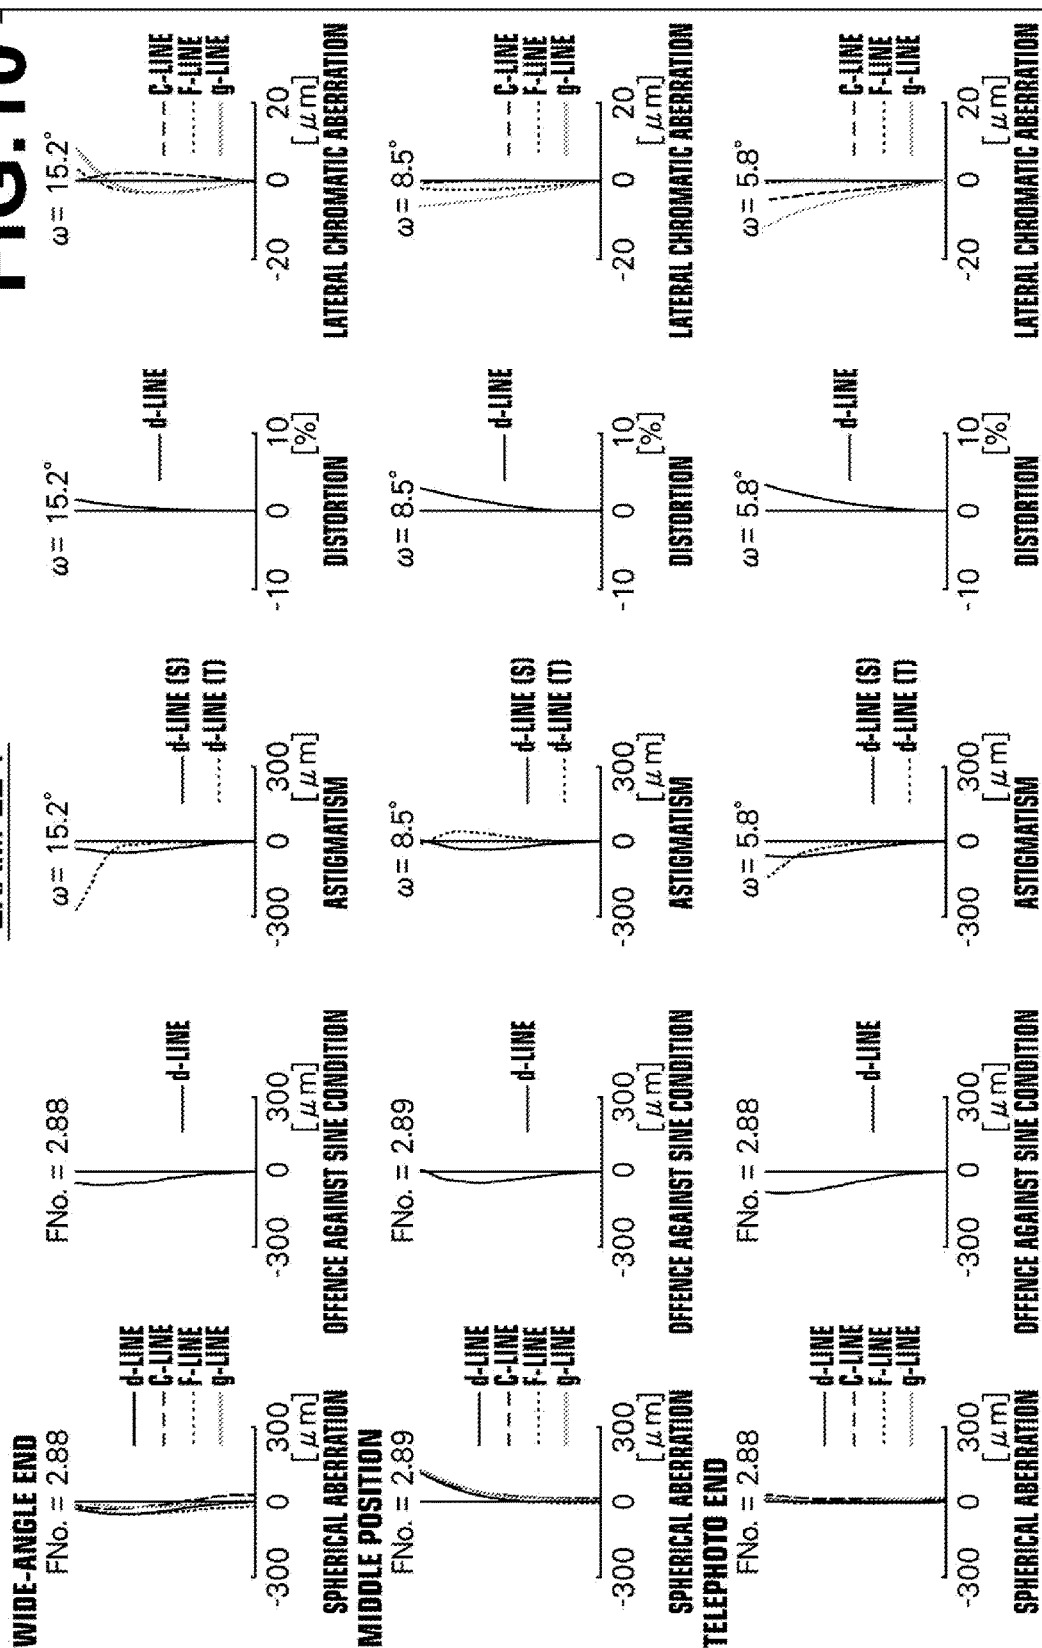 FIG.10
WIDE-ANGLE END
FNo. = 2.88
d-LINE
C-LINE
F-LINE
g-LINE
-300 0 300
[μm]
SPHERICAL ABERRATION
FNo. = 2.88
d-LINE
-300 0 300
[μm]
OFFENCE AGAINST SINE CONDITION
ω= 15.2°
d-LINE (S)
d-LINE (T)
-300 0 300
[μm]
ASTIGMATISM
ω= 15.2°
d-LINE
-10 0 10
[%]
DISTORTION
ω= 15.2°
C-LINE
F-LINE
g-LINE
-20 0 20
[μm]
LATERAL CHROMATIC ABERRATION
MIDDLE POSITION
FNo. = 2.89
d-LINE
C-LINE
F-LINE
g-LINE
-300 0 300
[μm]
SPHERICAL ABERRATION
FNo. = 2.89
d-LINE
-300 0 300
[μm]
OFFENCE AGAINST SINE CONDITION
ω= 8.5°
d-LINE (S)
d-LINE (T)
-300 0 300
[μm]
ASTIGMATISM
ω= 8.5°
d-LINE
-10 0 10
[%]
DISTORTION
ω= 8.5°
C-LINE
F-LINE
g-LINE
-20 0 20
[μm]
LATERAL CHROMATIC ABERRATION
TELEPHOTO END
FNo. = 2.88
d-LINE
C-LINE
F-LINE
g-LINE
-300 0 300
[μm]
SPHERICAL ABERRATION
FNo. = 2.88
d-LINE
-300 0 300
[μm]
OFFENCE AGAINST SINE CONDITION
ω= 5.8°
d-LINE (S)
d-LINE (T)
-300 0 300
[μm]
ASTIGMATISM
ω= 5.8°
d-LINE
-10 0 10
[%]
DISTORTION
ω= 5.8°
C-LINE
F-LINE
g-LINE
-20 0 20
[μm]
LATERAL CHROMATIC ABERRATION